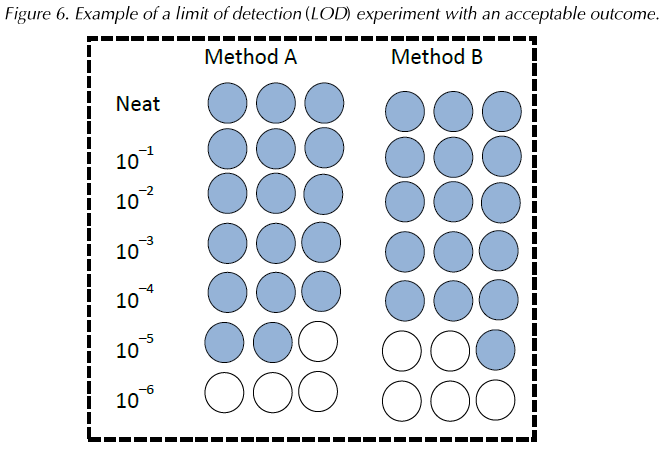 Figure 6. Example of a limit of detection (LOD) experiment with an acceptable outcome.
Method A Method B
Neat
10⁻¹
10⁻²
10⁻³
10⁻⁴
10⁻⁵
10⁻⁶